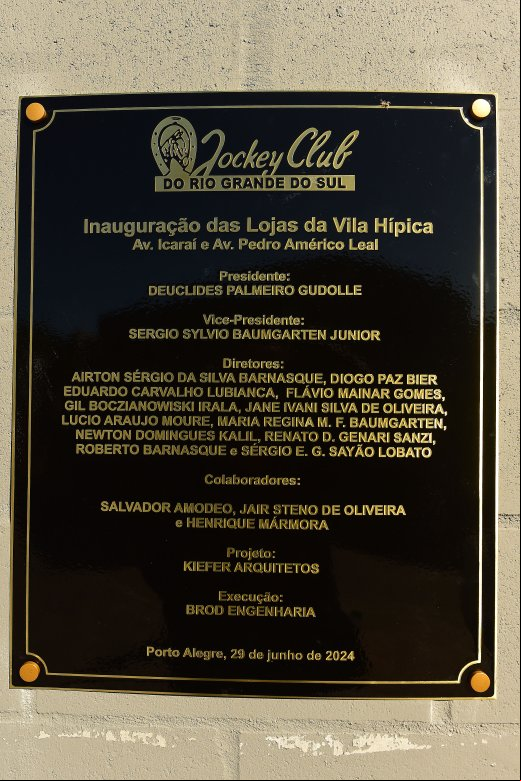 Jockey Club
DO RIO GRANDE DO SUL
Inauguração das Lojas da Vila Hípica
Av. Icaraí e Av. Pedro Américo Leal
Presidente:
DEUCLIDES PALMEIRO GUDOLLE
Vice-Presidente:
SERGIO SYLVIO BAUMGARTEN JUNIOR
Diretores:
AIRTON SÉRGIO DA SILVA BARNASQUE, DIOGO PAZ BIER
EDUARDO CARVALHO LUBIANCA, FLÁVIO MAINAR GOMES,
GIL BOCZIANOWISKI IRALA, JANE IVANI SILVA DE OLIVEIRA,
LUCIO ARAUJO MOURE, MARIA REGINA M. F. BAUMGARTEN,
NEWTON DOMINGUES KALIL, RENATO D. GENARI SANZI,
ROBERTO BARNASQUE e SÉRGIO E. G. SAYÃO LOBATO
Colaboradores:
SALVADOR AMODEO, JAIR STENO DE OLIVEIRA
e HENRIQUE MÁRMORA
Projeto:
KIEFER ARQUITETOS
Execução:
BROD ENGENHARIA
Porto Alegre, 29 de junho de 2024